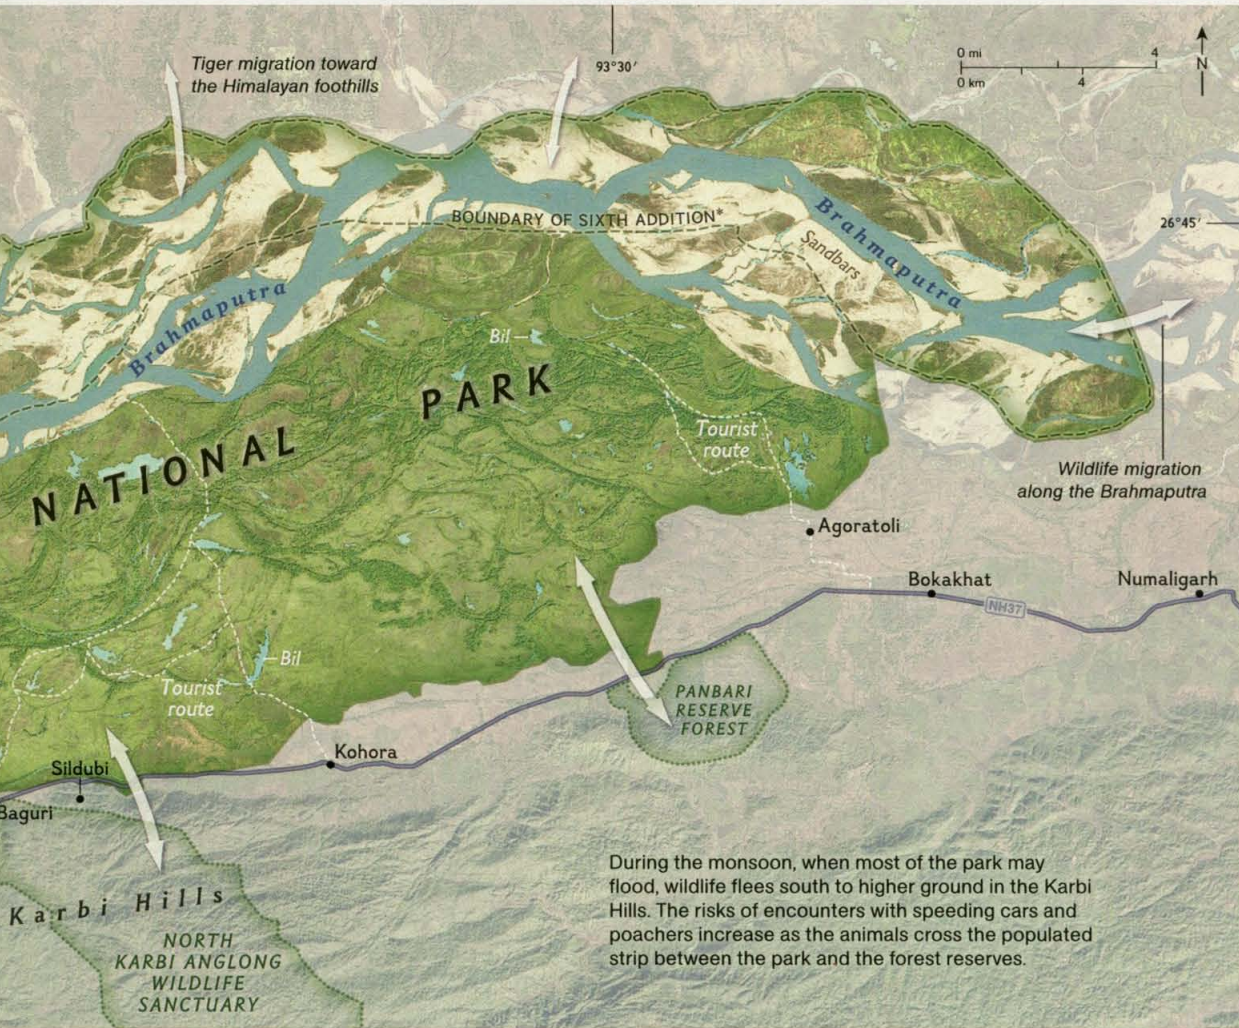 Tiger migration toward
the Himalayan foothills
93°30′
0 mi
4
0 km
4
N
BOUNDARY OF SIXTH ADDITION*
Brahmaputra
Sandbars
26°45′
Brahmaputra
Bil
NATIONAL PARK
Tourist
route
Wildlife migration
along the Brahmaputra
Agoratoli
Bokakhat
Numaligarh
NH37
Bil
Tourist
route
PANBARI
RESERVE
FOREST
Kohora
Sildubi
Baguri
During the monsoon, when most of the park may
flood, wildlife flees south to higher ground in the Karbi
Hills. The risks of encounters with speeding cars and
poachers increase as the animals cross the populated
strip between the park and the forest reserves.
Karbi Hills
NORTH
KARBI ANGLONG
WILDLIFE
SANCTUARY